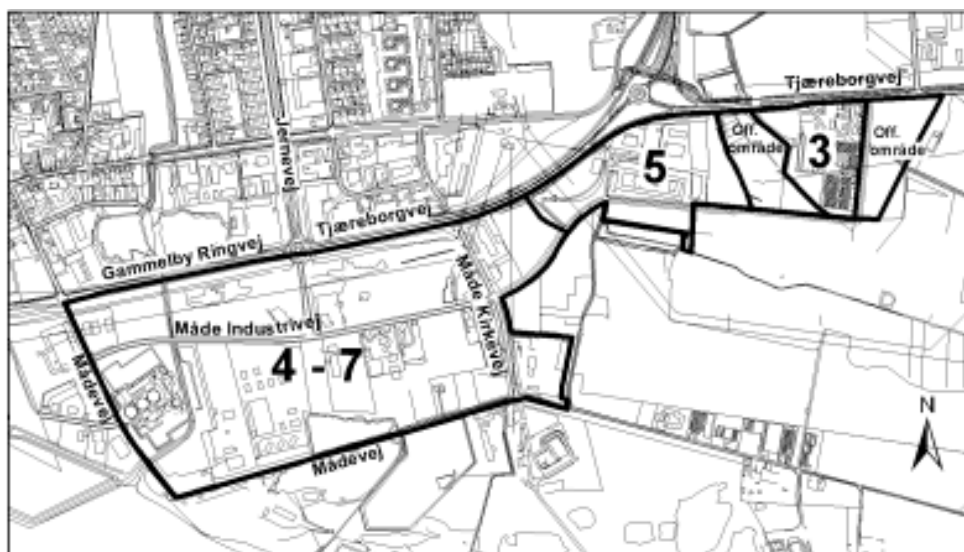 Tjæreborgvej
Off.
område
3
Off.
område
5
Jernevej
Tjæreborgvej
Gammelby Ringvej
Måde Kirkevej
Måde Industrivej
4 - 7
Mådevej
Mådevej
N